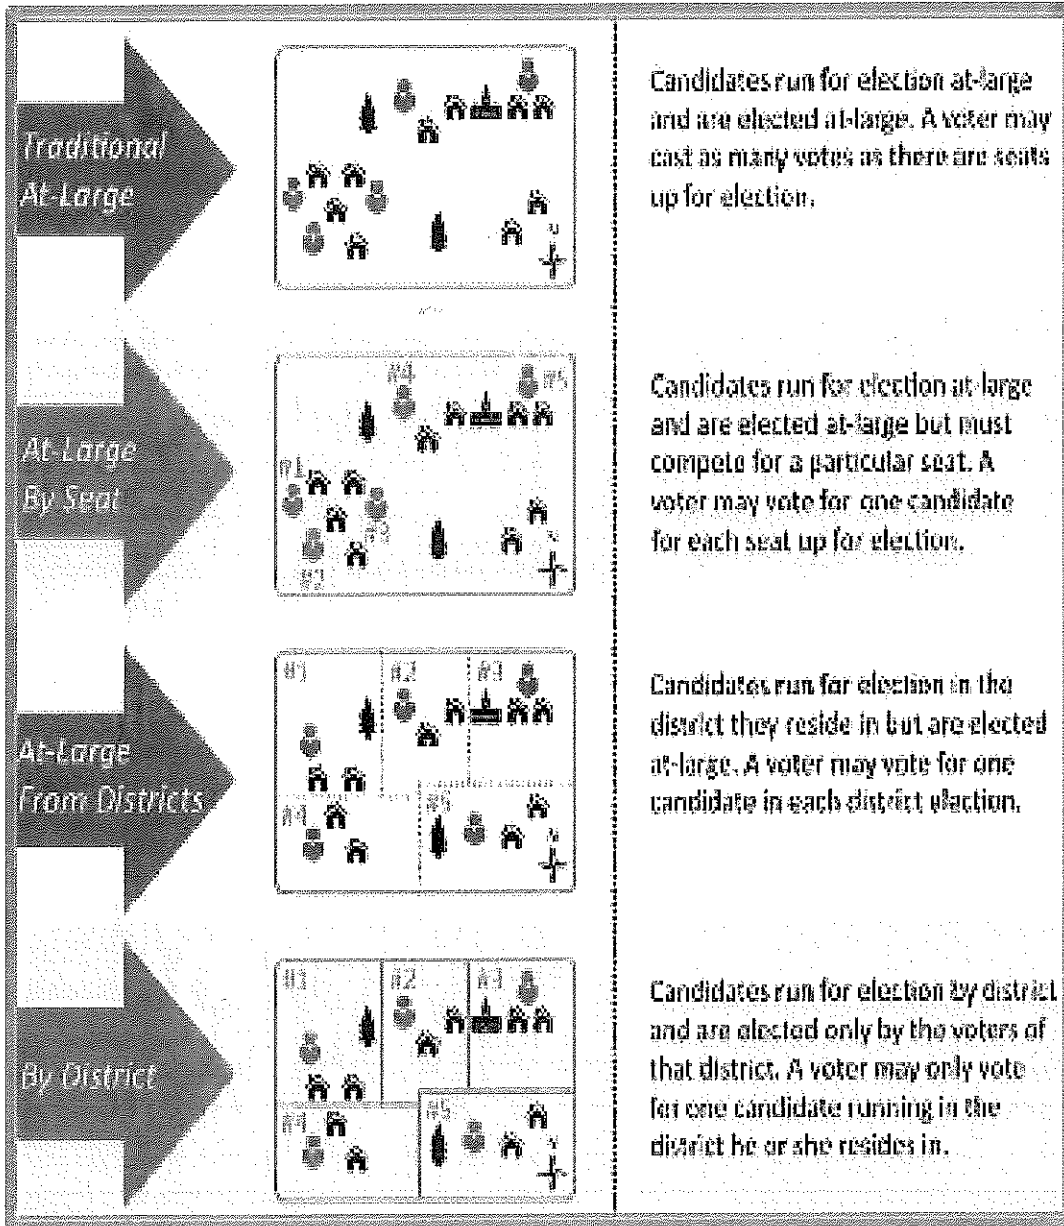 Traditional
At-Large
Candidates run for election at-large
and are elected at-large. A voter may
cast as many votes as there are seats
up for election.
N
At-Large
By Seat
#4
#5
#1
#2
N
Candidates run for election at-large
and are elected at-large but must
compete for a particular seat. A
voter may vote for one candidate
for each seat up for election.
At-Large
From Districts
#1 #2 #3
#4 #5
N
Candidates run for election in the
district they reside in but are elected
at-large. A voter may vote for one
candidate in each district election.
By District
#1 #2 #3
#4 #5
Candidates run for election by district
and are elected only by the voters of
that district. A voter may only vote
for one candidate running in the
district he or she resides in.